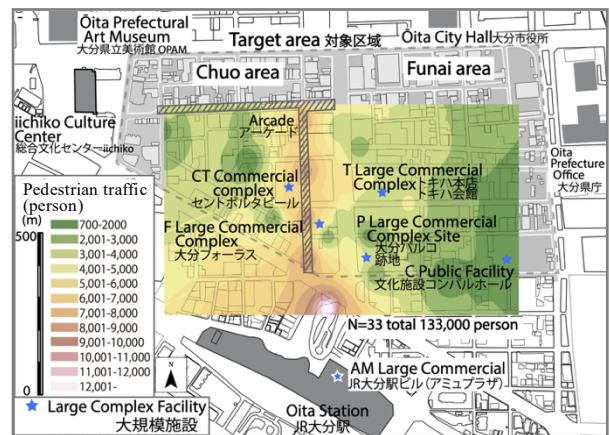 Ōita Prefectural
Art Museum
大分県立美術館 OPAM
Target area 対象区域
Ōita City Hall 大分市役所
Chuo area
Funai area
iichiko Culture
Center
総合文化センターiichiko
Arcade
アーケード
Ōita
Prefecture
Office
大分県庁
CT Commercial
complex
セントポルタビール
T Large Commercial
Complex トキハ本店
トキハ会館
F Large Commercial
Complex
大分フォーラス
P Large Commercial
Complex Site
大分パルコ
跡地
C Public Facility
文化施設コンパルホール
Pedestrian traffic
(person)
(m)
500
0
700-2000
2,001-3,000
3,001-4,000
4,001-5,000
5,001-6,000
6,001-7,000
7,001-8,000
8,001-9,000
9,001-10,000
10,001-11,000
11,001-12,000
12,001-
N
N=33 total 133,000 person
AM Large Commercial
JR大分駅ビル(アミュプラザ)
Oita Station
JR大分駅
Large Complex Facility
大規模施設